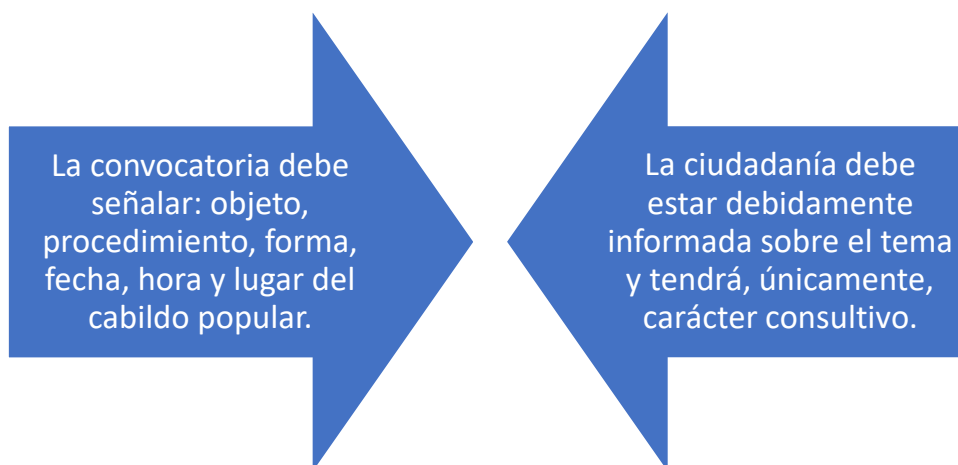 La convocatoria debe
señalar: objeto,
procedimiento, forma,
fecha, hora y lugar del
cabildo popular.
La ciudadanía debe
estar debidamente
informada sobre el tema
y tendrá, únicamente,
carácter consultivo.